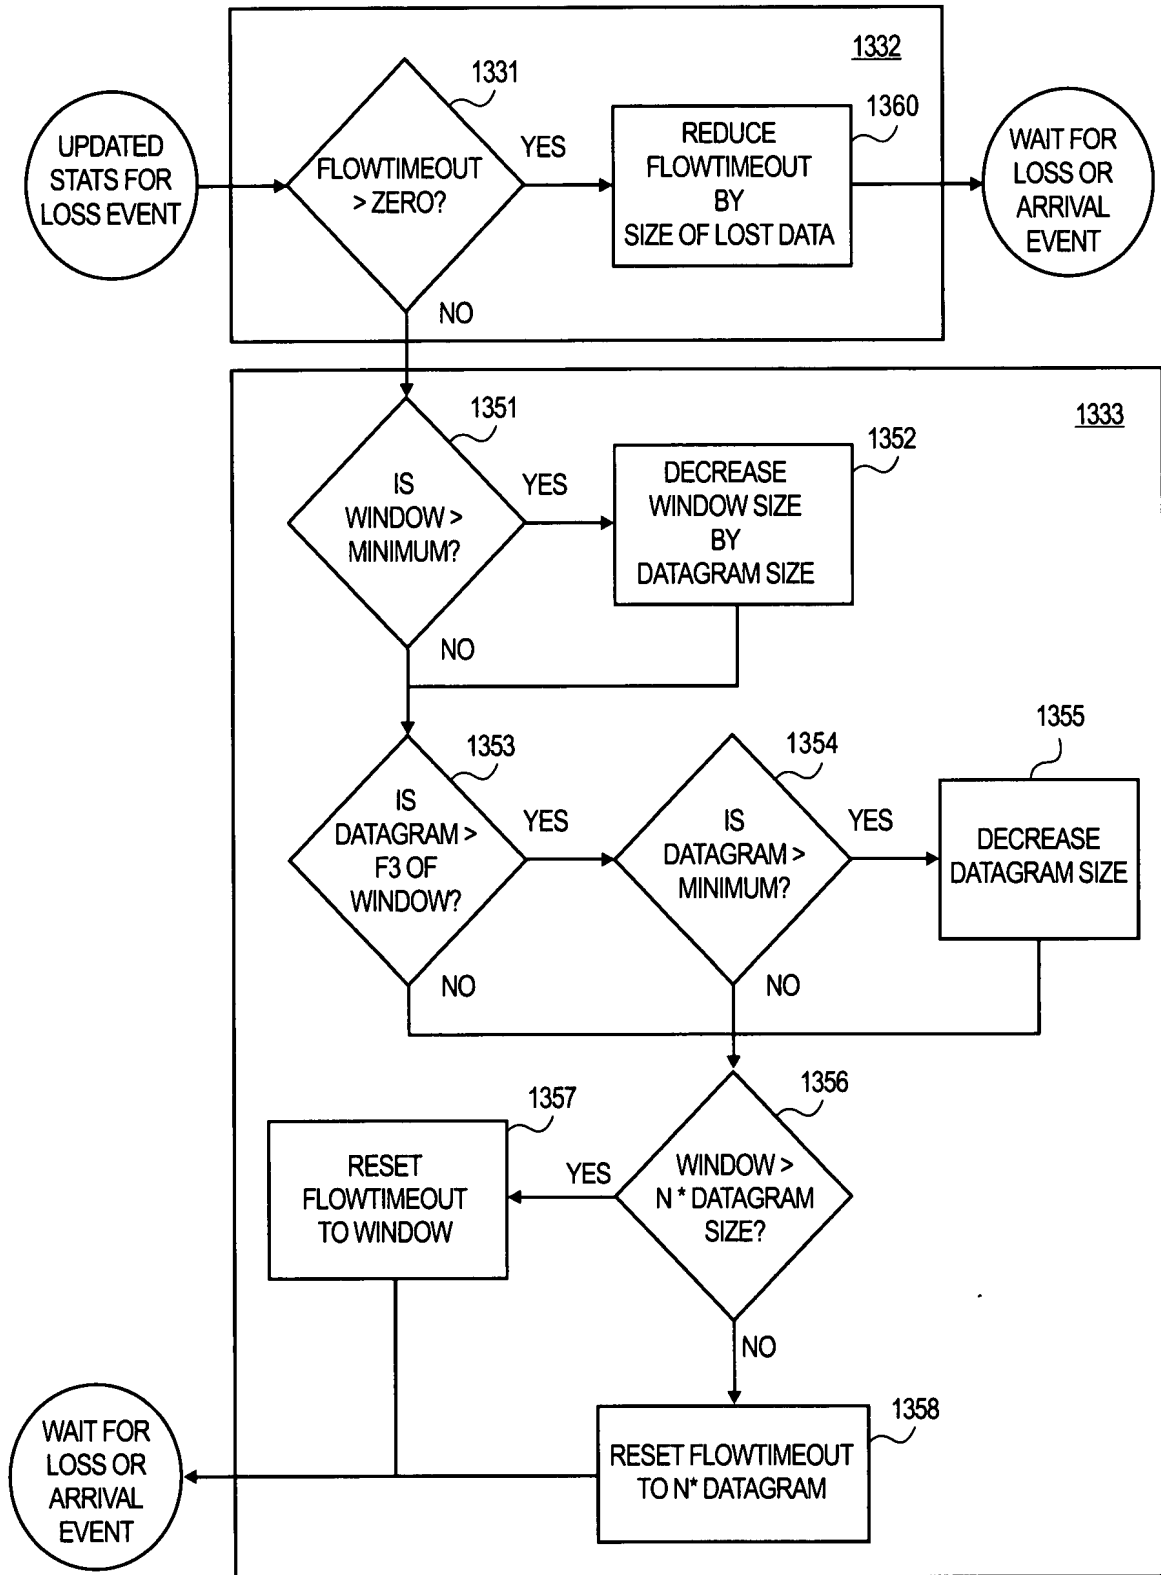 1332
1331
1360
UPDATED
STATS FOR
LOSS EVENT
FLOWTIMEOUT
> ZERO?
YES
REDUCE
FLOWTIMEOUT
BY
SIZE OF LOST DATA
WAIT FOR
LOSS OR
ARRIVAL
EVENT
NO
1333
1351
1352
IS
WINDOW >
MINIMUM?
YES
DECREASE
WINDOW SIZE
BY
DATAGRAM SIZE
NO
1353
1354
1355
IS
DATAGRAM >
F3 OF
WINDOW?
YES
IS
DATAGRAM >
MINIMUM?
YES
DECREASE
DATAGRAM SIZE
NO
NO
1357
1356
RESET
FLOWTIMEOUT
TO WINDOW
YES
WINDOW >
N * DATAGRAM
SIZE?
NO
1358
WAIT FOR
LOSS OR
ARRIVAL
EVENT
RESET FLOWTIMEOUT
TO N* DATAGRAM